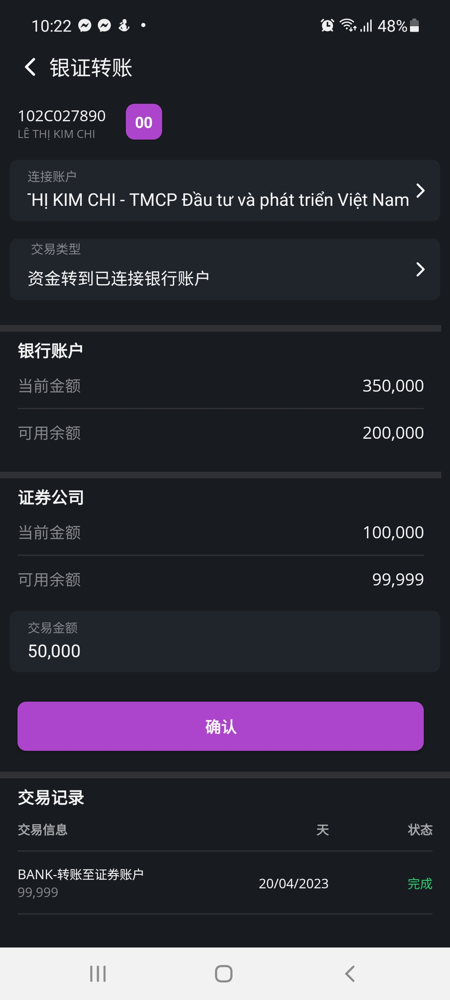 10:22
48%
银证转账
102C027890
00
LÊ THỊ KIM CHI
连接账户
HỊ KIM CHI - TMCP Đầu tư và phát triển Việt Nam
交易类型
资金转到已连接银行账户
银行账户
当前金额 350,000
可用余额 200,000
证券公司
当前金额 100,000
可用余额 99,999
交易金额
50,000
确认
交易记录
交易信息 天 状态
BANK-转账至证券账户
99,999
20/04/2023
完成